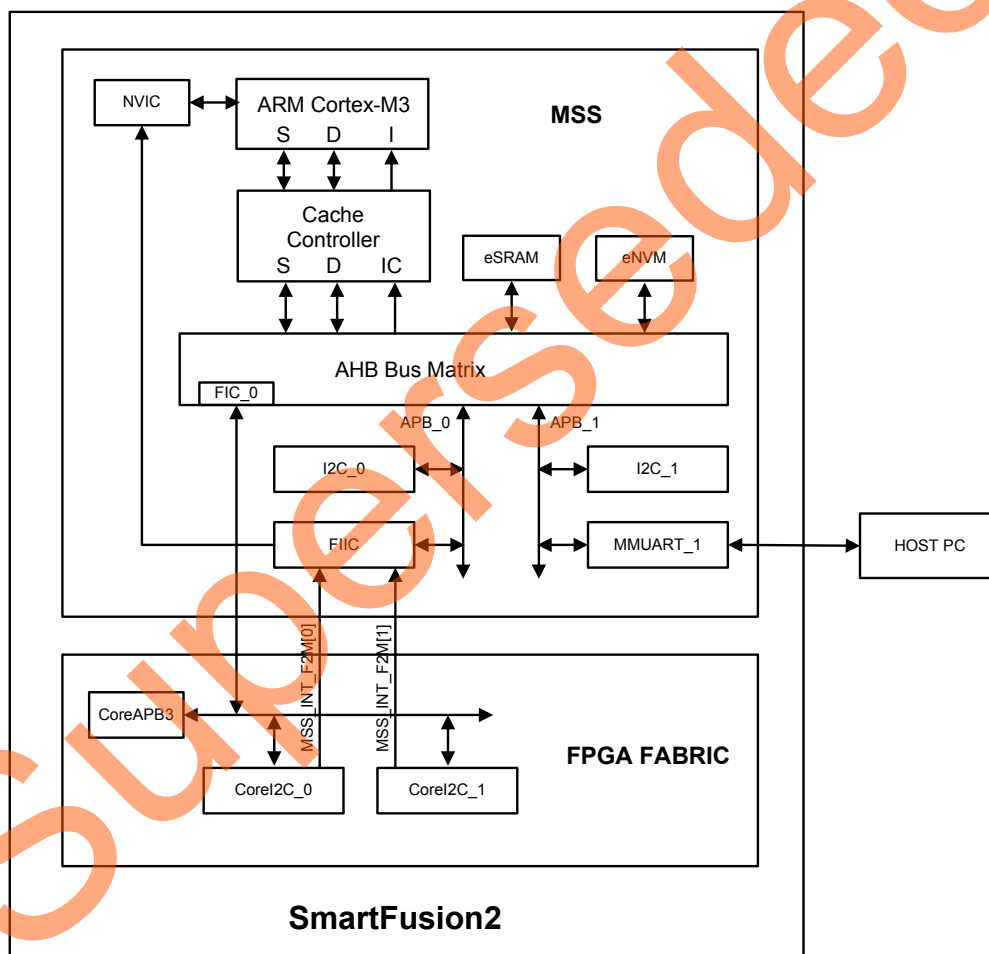 NVIC
ARM Cortex-M3
S D I
MSS
Cache
Controller
S D IC
eSRAM
eNVM
AHB Bus Matrix
FIC_0
APB_0
APB_1
I2C_0
I2C_1
FIIC
MMUART_1
HOST PC
MSS_INT_F2M[0]
MSS_INT_F2M[1]
CoreAPB3
FPGA FABRIC
CoreI2C_0
CoreI2C_1
SmartFusion2
Superseded